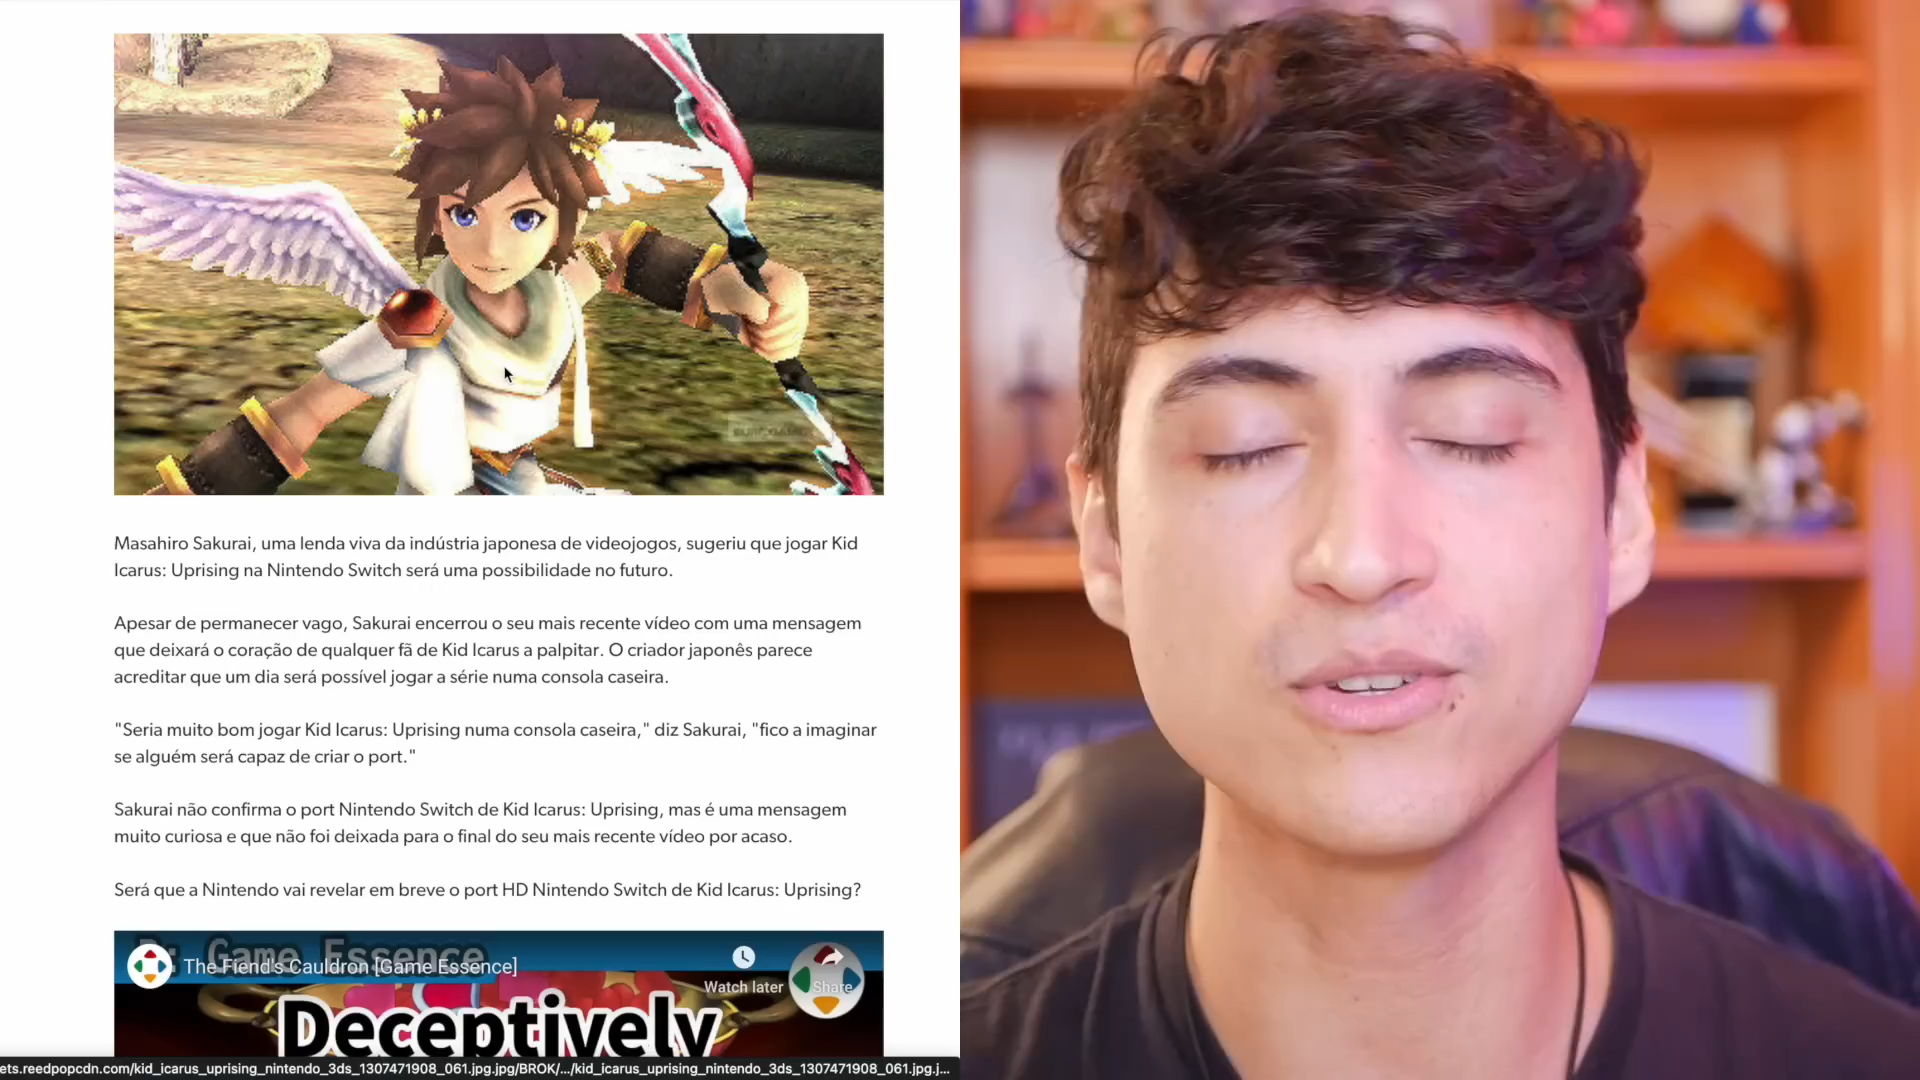 Masahiro Sakurai, uma lenda viva da indústria japonesa de videojogos, sugeriu que jogar Kid
Icarus: Uprising na Nintendo Switch será uma possibilidade no futuro.
Apesar de permanecer vago, Sakurai encerrou o seu mais recente vídeo com uma mensagem
que deixará o coração de qualquer fã de Kid Icarus a palpitar. O criador japonês parece
acreditar que um dia será possível jogar a série numa consola caseira.
"Seria muito bom jogar Kid Icarus: Uprising numa consola caseira," diz Sakurai, "fico a imaginar
se alguém será capaz de criar o port."
Sakurai não confirma o port Nintendo Switch de Kid Icarus: Uprising, mas é uma mensagem
muito curiosa e que não foi deixada para o final do seu mais recente vídeo por acaso.
Será que a Nintendo vai revelar em breve o port HD Nintendo Switch de Kid Icarus: Uprising?
Game Essence
The Fiend's Cauldron [Game Essence]
Watch later
Share
Deceptively
ets.reedpopcdn.com/kid_icarus_uprising_nintendo_3ds_1307471908_061.jpg.jpg/BROK/.../kid_icarus_uprising_nintendo_3ds_1307471908_061.jpg.j...